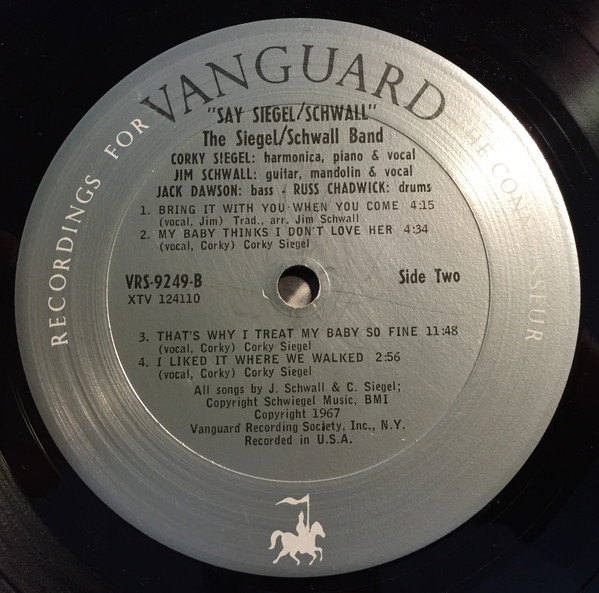 VANGUARD
RECORDINGS FOR THE CONNOISSEUR
"SAY SIEGEL/SCHWALL"
The Siegel/Schwall Band
CORKY SIEGEL: harmonica, piano & vocal
JIM SCHWALL: guitar, mandolin & vocal
JACK DAWSON: bass - RUSS CHADWICK: drums
1. BRING IT WITH YOU WHEN YOU COME 4:15
(vocal, Jim) Trad., arr. Jim Schwall
2. MY BABY THINKS I DON'T LOVE HER 4:34
(vocal, Corky) Corky Siegel
VRS-9249-B Side Two
XTV 124110
3. THAT'S WHY I TREAT MY BABY SO FINE 11:48
(vocal, Corky) Corky Siegel
4. I LIKED IT WHERE WE WALKED 2:56
(vocal, Corky) Corky Siegel
All songs by J. Schwall & C. Siegel;
Copyright Schwiegel Music, BMI
Copyright 1967
Vanguard Recording Society, Inc., N.Y.
Recorded in U.S.A.